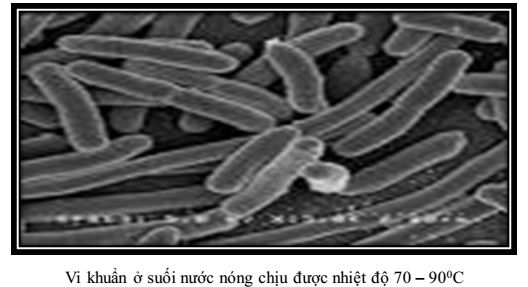 Vi khuẩn ở suối nước nóng chịu được nhiệt độ 70 – 90⁰C